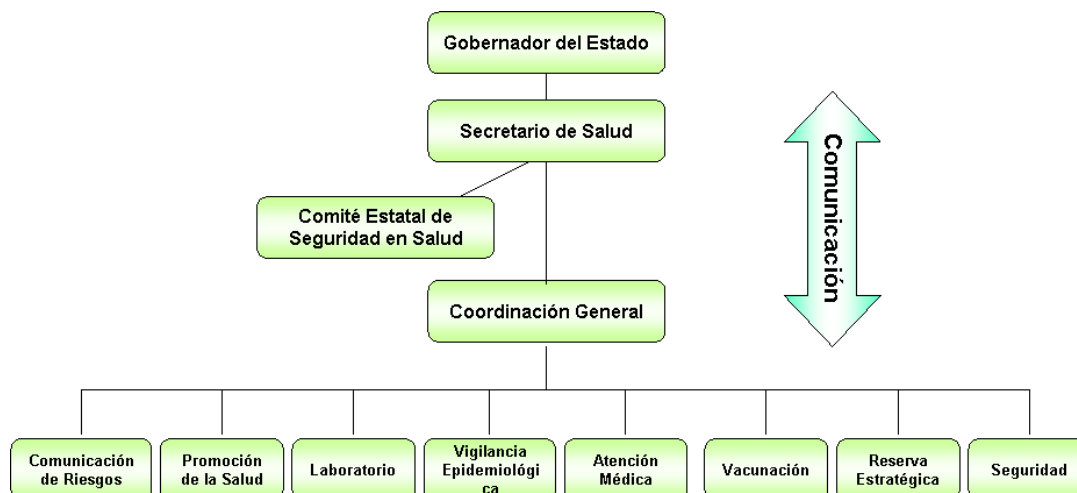 Gobernador del Estado
Secretario de Salud
Comunicación
Comité Estatal de
Seguridad en Salud
Coordinación General
Comunicación
de Riesgos
Promoción
de la Salud
Laboratorio
Vigilancia
Epidemiológi
ca
Atención
Médica
Vacunación
Reserva
Estratégica
Seguridad